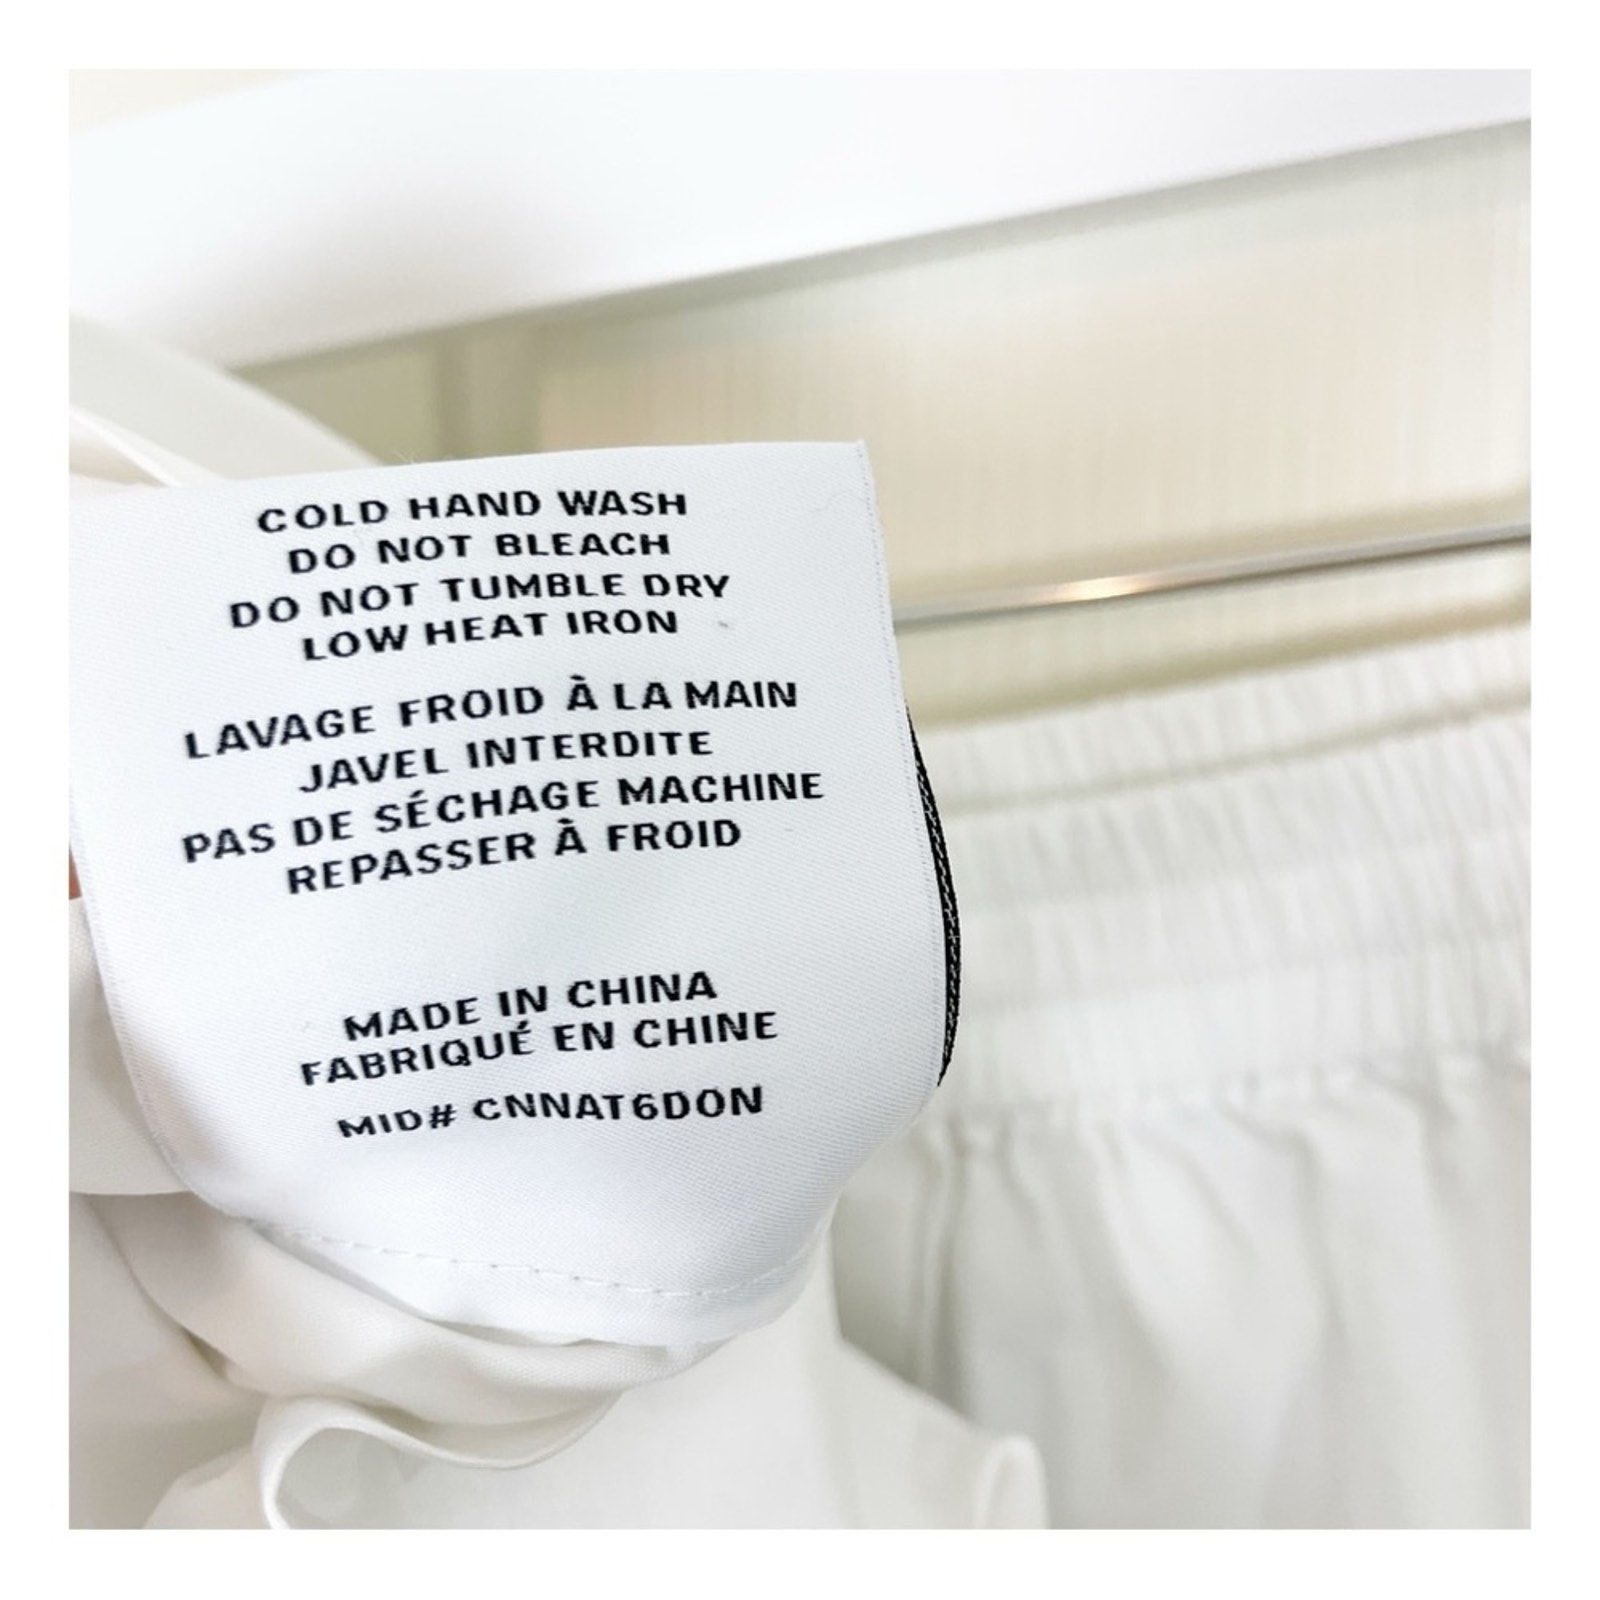 COLD HAND WASH
DO NOT BLEACH
DO NOT TUMBLE DRY
LOW HEAT IRON
LAVAGE FROID À LA MAIN
JAVEL INTERDITE
PAS DE SÉCHAGE MACHINE
REPASSER À FROID
MADE IN CHINA
FABRIQUÉ EN CHINE
MID# CNNAT6DON